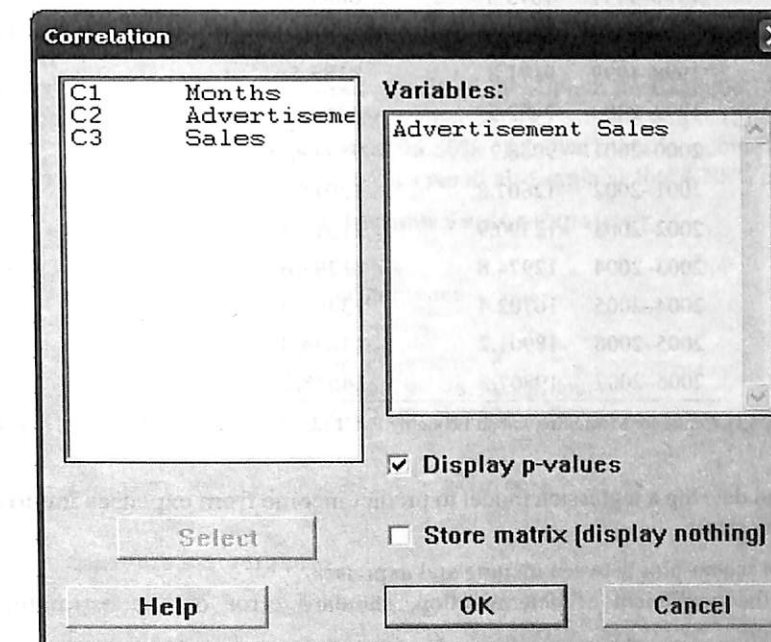 Correlation
C1 Months
C2 Advertiseme
C3 Sales
Variables:
Advertisement Sales
Display p-values
Select
Store matrix (display nothing)
Help
OK
Cancel